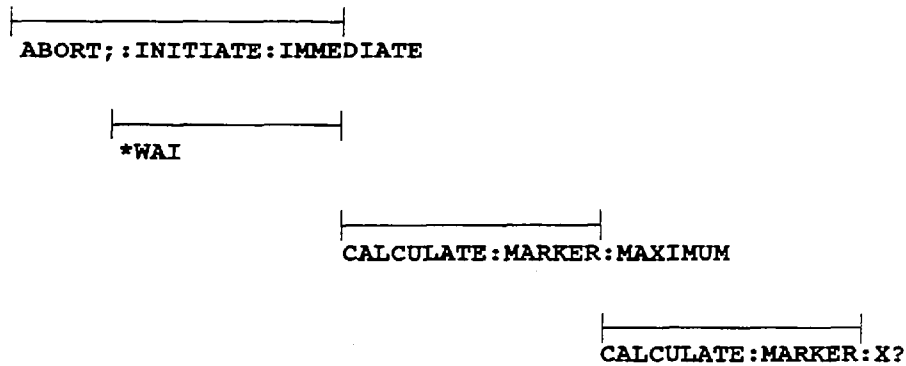 ABORT;:INITIATE:IMMEDIATE
*WAI
CALCULATE:MARKER:MAXIMUM
CALCULATE:MARKER:X?